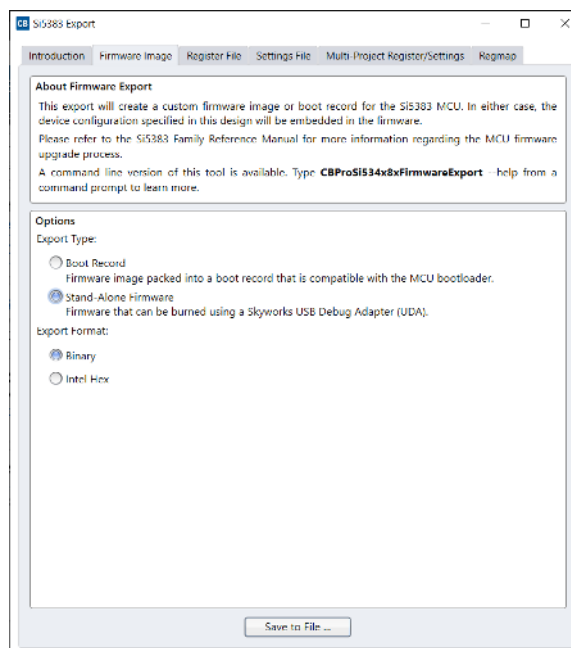 CB Si5383 Export
Introduction Firmware Image Register File Settings File Multi-Project Register/Settings Regmap
About Firmware Export
This export will create a custom firmware image or boot record for the Si5383 MCU. In either case, the
device configuration specified in this design will be embedded in the firmware.
Please refer to the Si5383 Family Reference Manual for more information regarding the MCU firmware
upgrade process.
A command line version of this tool is available. Type CBProSi534x8xFirmwareExport --help from a
command prompt to learn more.
Options
Export Type:
Boot Record
Firmware image packed into a boot record that is compatible with the MCU bootloader.
Stand-Alone Firmware
Firmware that can be burned using a Skyworks USB Debug Adapter (UDA).
Export Format:
Binary
Intel Hex
Save to File ...